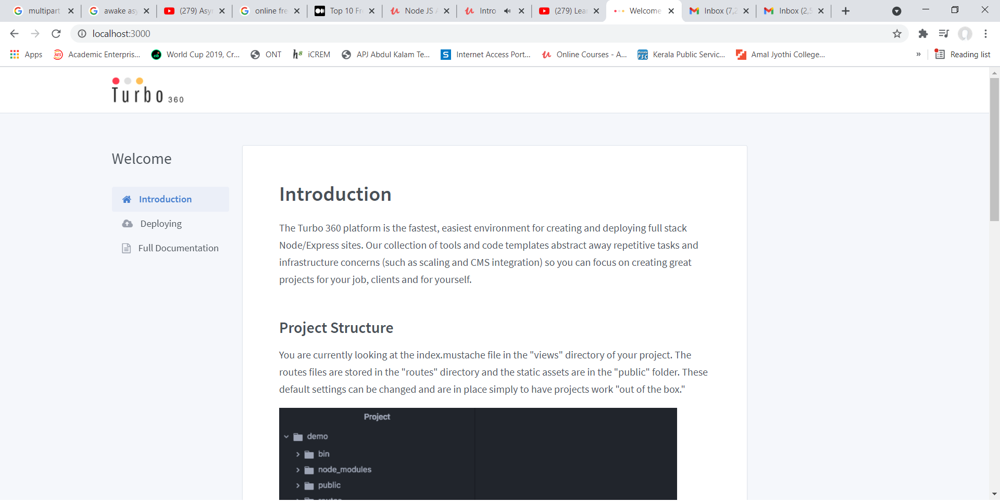 multipart
awake asy
(279) Asyn
online fre
Top 10 Fr
Node JS A
Intro
(279) Lear
Welcome
Inbox (7,2
Inbox (2,5
localhost:3000
Apps
Academic Enterpris...
World Cup 2019, Cr...
ONT
h8 iCREM
APJ Abdul Kalam Te...
S Internet Access Port...
Online Courses - A...
Kerala PSC Kerala Public Servic...
Amal Jyothi College...
»
Reading list
Turbo 360
Welcome
Introduction
Deploying
Full Documentation
Introduction
The Turbo 360 platform is the fastest, easiest environment for creating and deploying full stack
Node/Express sites. Our collection of tools and code templates abstract away repetitive tasks and
infrastructure concerns (such as scaling and CMS integration) so you can focus on creating great
projects for your job, clients and for yourself.
Project Structure
You are currently looking at the index.mustache file in the "views" directory of your project. The
routes files are stored in the "routes" directory and the static assets are in the "public" folder. These
default settings can be changed and are in place simply to have projects work "out of the box."
Project
demo
bin
node_modules
public
routes